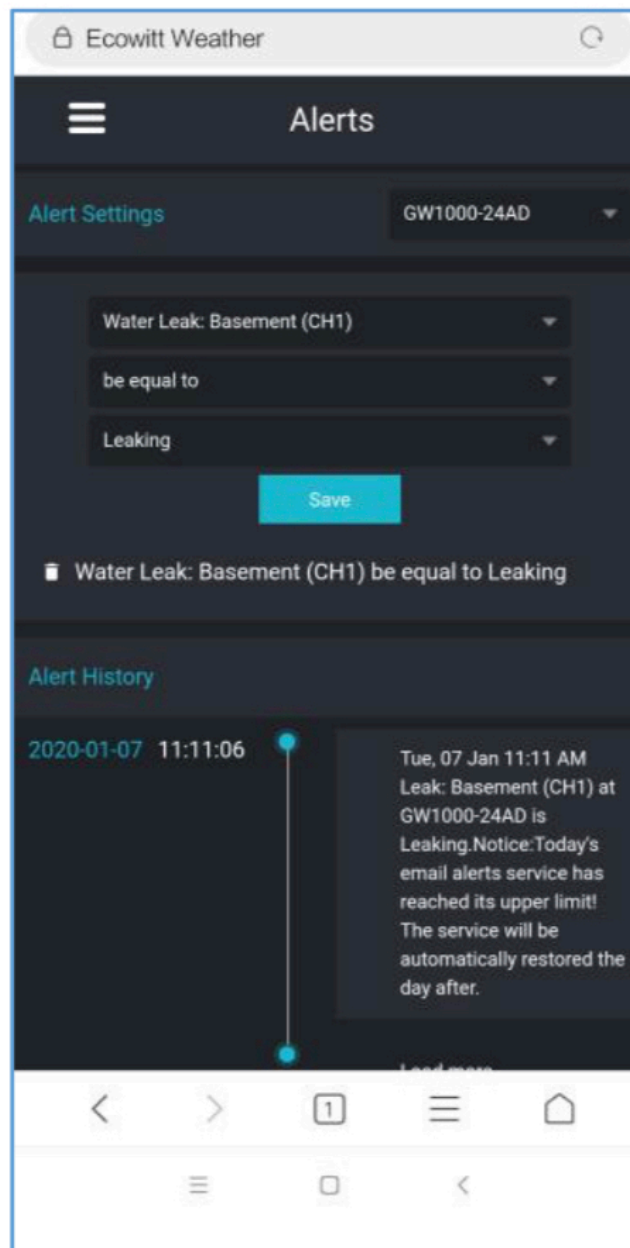 Ecowitt Weather
Alerts
Alert Settings
GW1000-24AD
Water Leak: Basement (CH1)
be equal to
Leaking
Save
Water Leak: Basement (CH1) be equal to Leaking
Alert History
2020-01-07 11:11:06
Tue, 07 Jan 11:11 AM
Leak: Basement (CH1) at
GW1000-24AD is
Leaking.Notice:Today's
email alerts service has
reached its upper limit!
The service will be
automatically restored the
day after.
Load more
1